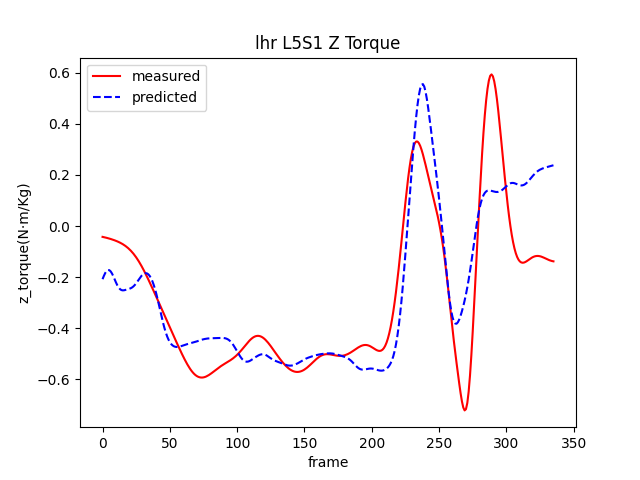 lhr L5S1 Z Torque
measured
predicted
z_torque(N·m/Kg)
0.6
0.4
0.2
0.0
−0.2
−0.4
−0.6
0 50 100 150 200 250 300 350
frame